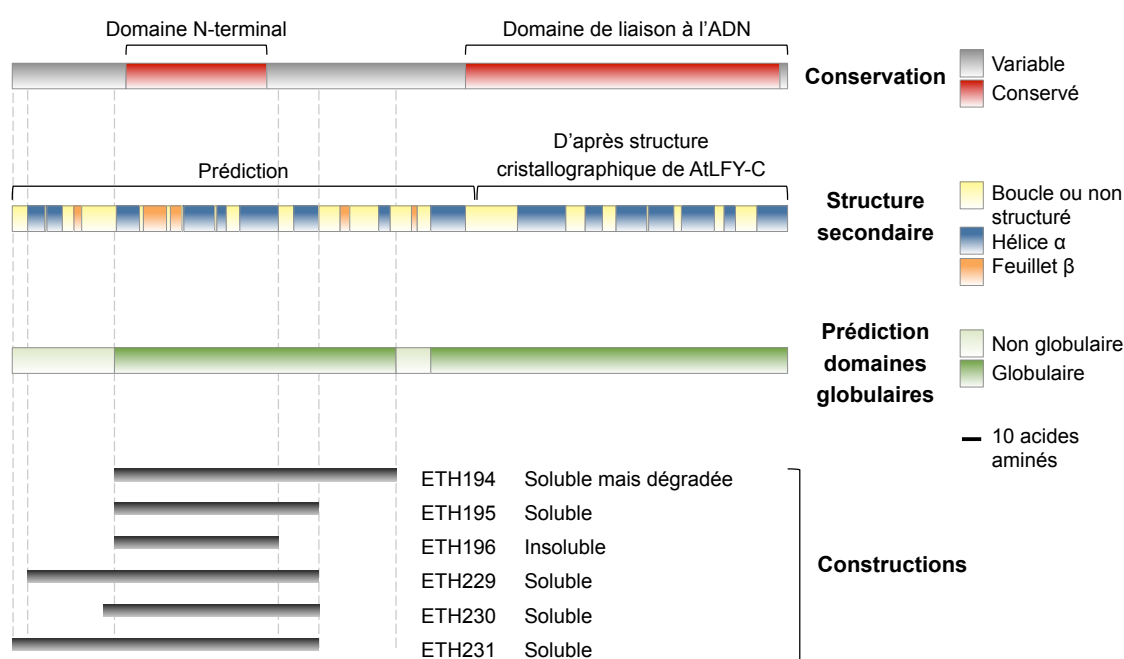 Domaine N-terminal
Domaine de liaison à l’ADN
Conservation
Variable
Conservé
Prédiction
D’après structure
cristallographique de AtLFY-C
Structure
secondaire
Boucle ou non
structuré
Hélice α
Feuillet β
Prédiction
domaines
globulaires
Non globulaire
Globulaire
10 acides
aminés
ETH194 Soluble mais dégradée
ETH195 Soluble
ETH196 Insoluble
ETH229 Soluble
ETH230 Soluble
ETH231 Soluble
Constructions